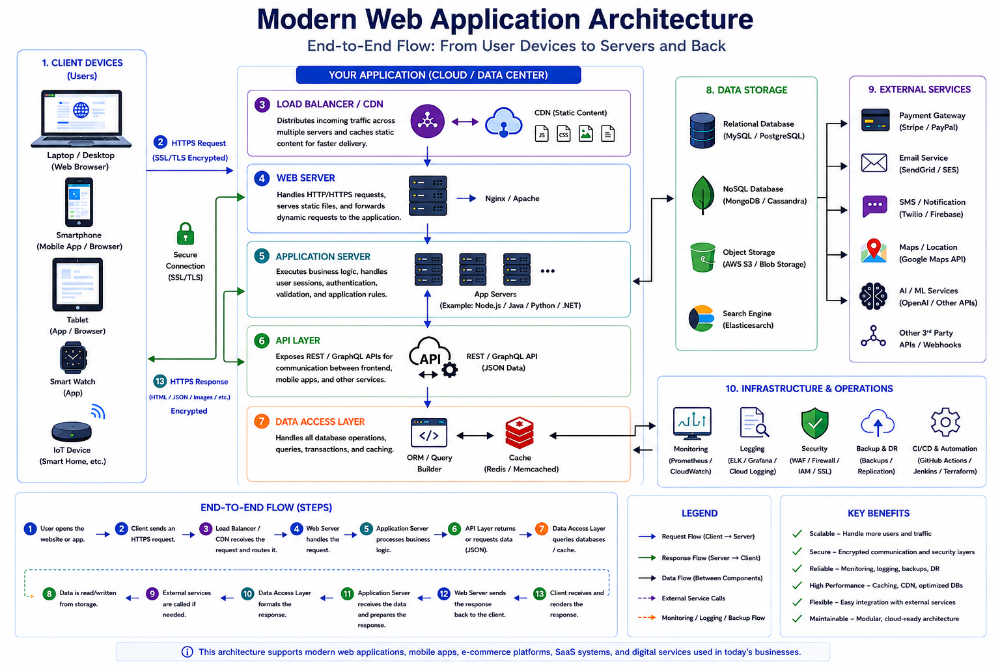 Modern Web Application Architecture
End-to-End Flow: From User Devices to Servers and Back
1. CLIENT DEVICES
(Users)
Laptop / Desktop
(Web Browser)
Smartphone
(Mobile App / Browser)
Tablet
(App / Browser)
Smart Watch
(App)
IoT Device
(Smart Home, etc.)
2 HTTPS Request
(SSL/TLS Encrypted)
Secure
Connection
(SSL/TLS)
13 HTTPS Response
(HTML / JSON / Images / etc.)
Encrypted
YOUR APPLICATION (CLOUD / DATA CENTER)
3 LOAD BALANCER / CDN
Distributes incoming traffic across
multiple servers and caches static
content for faster delivery.
CDN (Static Content)
JS
CSS
4 WEB SERVER
Handles HTTP/HTTPS requests,
serves static files, and forwards
dynamic requests to the application.
Nginx / Apache
5 APPLICATION SERVER
Executes business logic, handles
user sessions, authentication,
validation, and application rules.
App Servers
(Example: Node.js / Java / Python / .NET)
6 API LAYER
Exposes REST / GraphQL APIs for
communication between frontend,
mobile apps, and other services.
API
REST / GraphQL API
(JSON Data)
7 DATA ACCESS LAYER
Handles all database operations,
queries, transactions, and caching.
</>
ORM / Query
Builder
Cache
(Redis / Memcached)
8. DATA STORAGE
Relational Database
(MySQL / PostgreSQL)
NoSQL Database
(MongoDB / Cassandra)
Object Storage
(AWS S3 / Blob Storage)
Search Engine
(Elasticsearch)
9. EXTERNAL SERVICES
Payment Gateway
(Stripe / PayPal)
Email Service
(SendGrid / SES)
SMS / Notification
(Twilio / Firebase)
Maps / Location
(Google Maps API)
AI / ML Services
(OpenAI / Other APIs)
Other 3rd Party
APIs / Webhooks
10. INFRASTRUCTURE & OPERATIONS
Monitoring
(Prometheus /
CloudWatch)
Logging
(ELK / Grafana /
Cloud Logging)
Security
(WAF / Firewall /
IAM / SSL)
Backup & DR
(Backups /
Replication)
CI/CD & Automation
(GitHub Actions /
Jenkins / Terraform)
END-TO-END FLOW (STEPS)
1 User opens the
website or app.
2 Client sends an
HTTPS request.
3 Load Balancer /
CDN receives the
request and routes it.
4 Web Server
handles the
request.
5 Application Server
processes business
logic.
6 API Layer returns
or requests data
(JSON).
7 Data Access Layer
queries databases
/ cache.
8 Data is read/written
from storage.
9 External services
are called if
needed.
10 Data Access Layer
formats the
response.
11 Application Server
receives the data
and prepares the
response.
12 Web Server sends
the response
back to the client.
13 Client receives and
renders the
response.
LEGEND
Request Flow (Client → Server)
Response Flow (Server → Client)
Data Flow (Between Components)
External Service Calls
Monitoring / Logging / Backup Flow
KEY BENEFITS
Scalable – Handle more users and traffic
Secure – Encrypted communication and security layers
Reliable – Monitoring, logging, backups, DR
High Performance – Caching, CDN, optimized DBs
Flexible – Easy integration with external services
Maintainable – Modular, cloud-ready architecture
This architecture supports modern web applications, mobile apps, e-commerce platforms, SaaS systems, and digital services used in today's businesses.